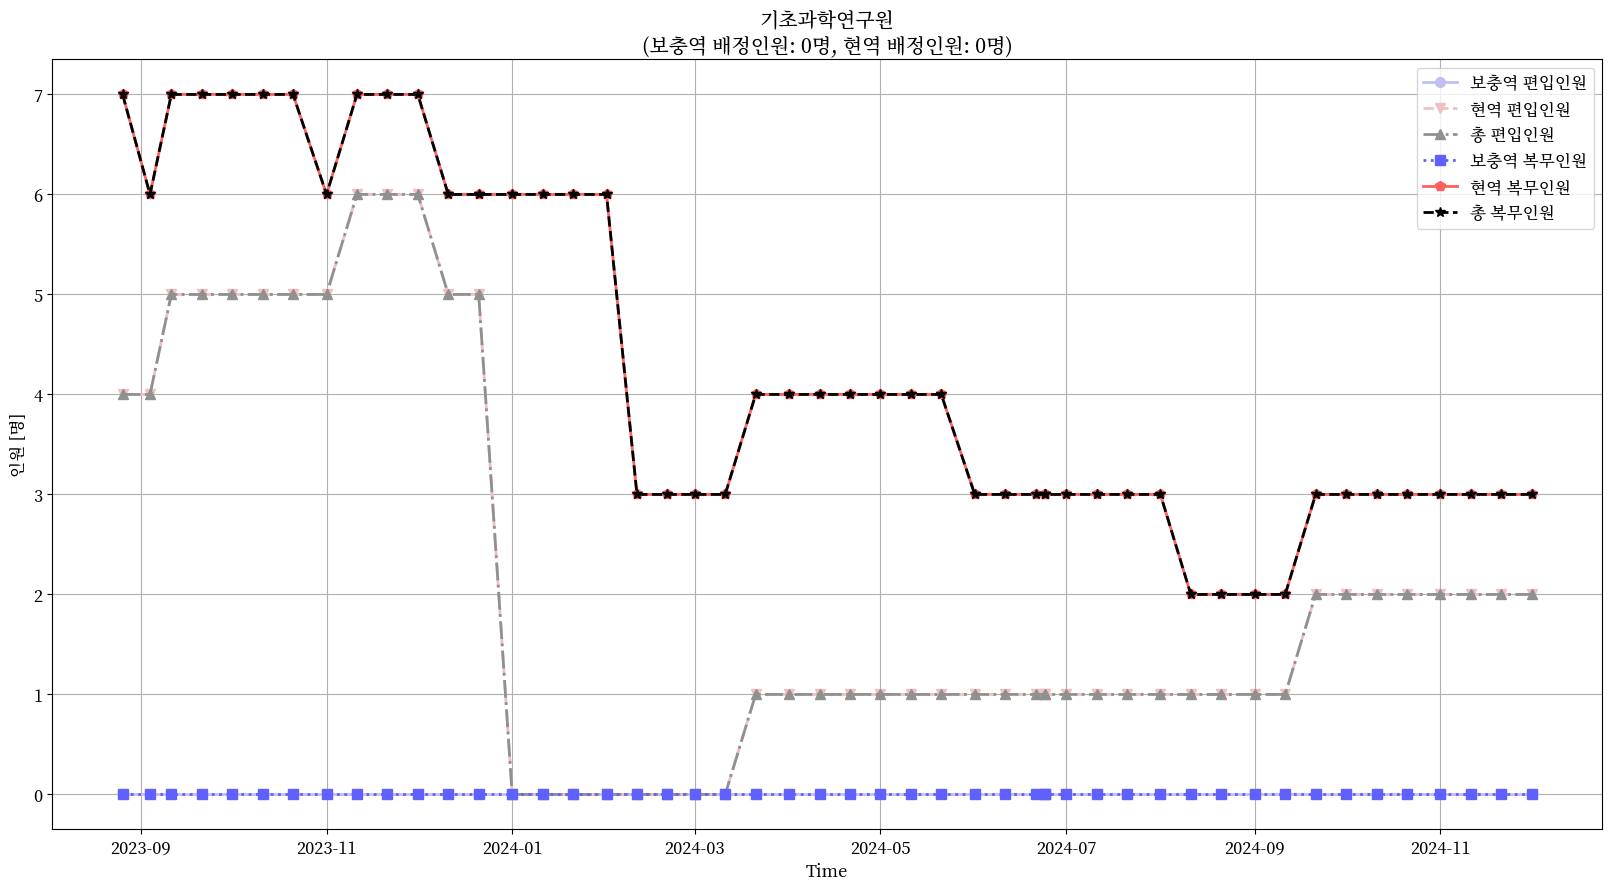 기초과학연구원
(보충역 배정인원: 0명, 현역 배정인원: 0명)
보충역 편입인원
현역 편입인원
총 편입인원
보충역 복무인원
현역 복무인원
총 복무인원
인원 [명]
7
6
5
4
3
2
1
0
2023-09 2023-11 2024-01 2024-03 2024-05 2024-07 2024-09 2024-11
Time